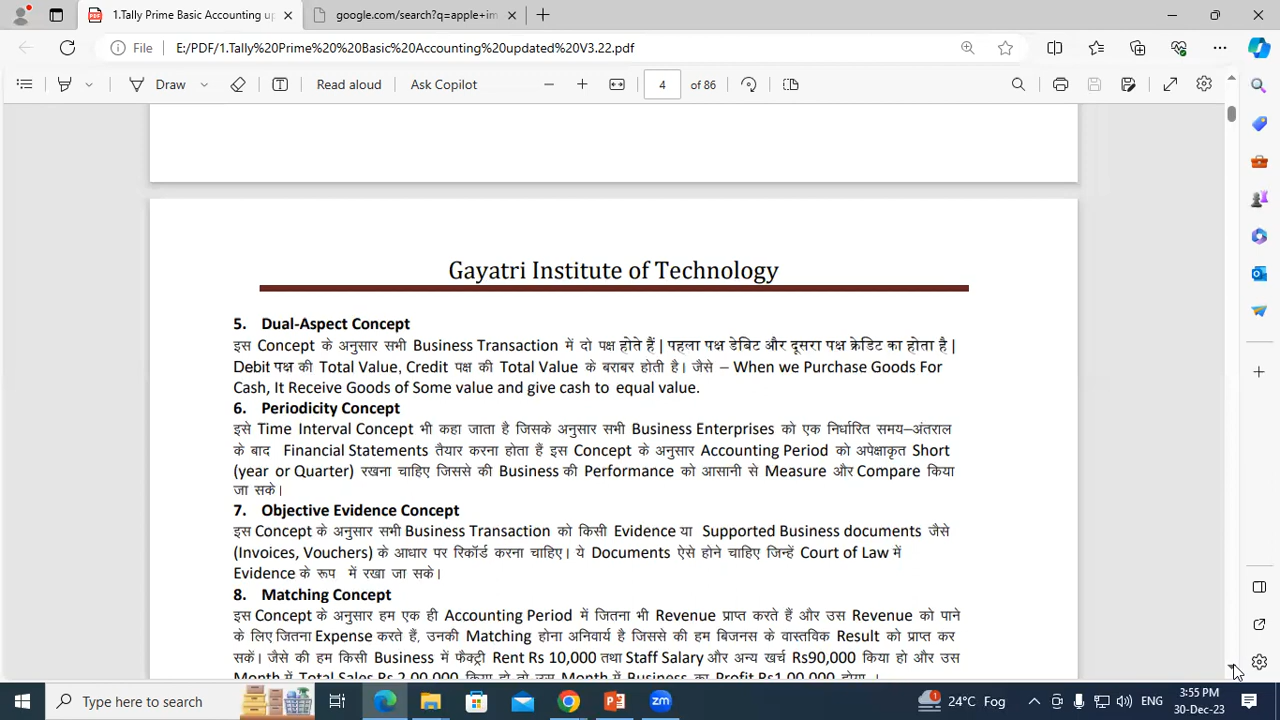 1.Tally Prime Basic Accounting up
google.com/search?q=apple+im
File
E:/PDF/1.Tally%20Prime%20%20Basic%20Accounting%20updated%20V3.22.pdf
Draw
Read aloud
Ask Copilot
4
of 86
Gayatri Institute of Technology
5. Dual-Aspect Concept
इस Concept के अनुसार सभी Business Transaction में दो पक्ष होते हैं | पहला पक्ष डेबिट और दूसरा पक्ष क्रेडिट का होता है |
Debit पक्ष की Total Value, Credit पक्ष की Total Value के बराबर होती है। जैसे – When we Purchase Goods For
Cash, It Receive Goods of Some value and give cash to equal value.
6. Periodicity Concept
इसे Time Interval Concept भी कहा जाता है जिसके अनुसार सभी Business Enterprises को एक निर्धारित समय–अंतराल
के बाद Financial Statements तैयार करना होता हैं इस Concept के अनुसार Accounting Period को अपेक्षाकृत Short
(year or Quarter) रखना चाहिए जिससे की Business की Performance को आसानी से Measure और Compare किया
जा सके।
7. Objective Evidence Concept
इस Concept के अनुसार सभी Business Transaction को किसी Evidence या Supported Business documents जैसे
(Invoices, Vouchers) के आधार पर रिकॉर्ड करना चाहिए। ये Documents ऐसे होने चाहिए जिन्हें Court of Law में
Evidence के रूप में रखा जा सके।
8. Matching Concept
इस Concept के अनुसार हम एक ही Accounting Period में जितना भी Revenue प्राप्त करते हैं और उस Revenue को पाने
के लिए जितना Expense करते हैं, उनकी Matching होना अनिवार्य है जिससे की हम बिजनस के वास्तविक Result को प्राप्त कर
सकें। जैसे की हम किसी Business में फैक्ट्री Rent Rs 10,000 तथा Staff Salary और अन्य खर्च Rs90,000 किया हो और उस
Month में Total Sales Rs 2,00,000 किया हो तो उस Month में Business का Profit Rs1,00,000 होगा ।
Type here to search
24°C Fog
ENG
3:55 PM
30-Dec-23